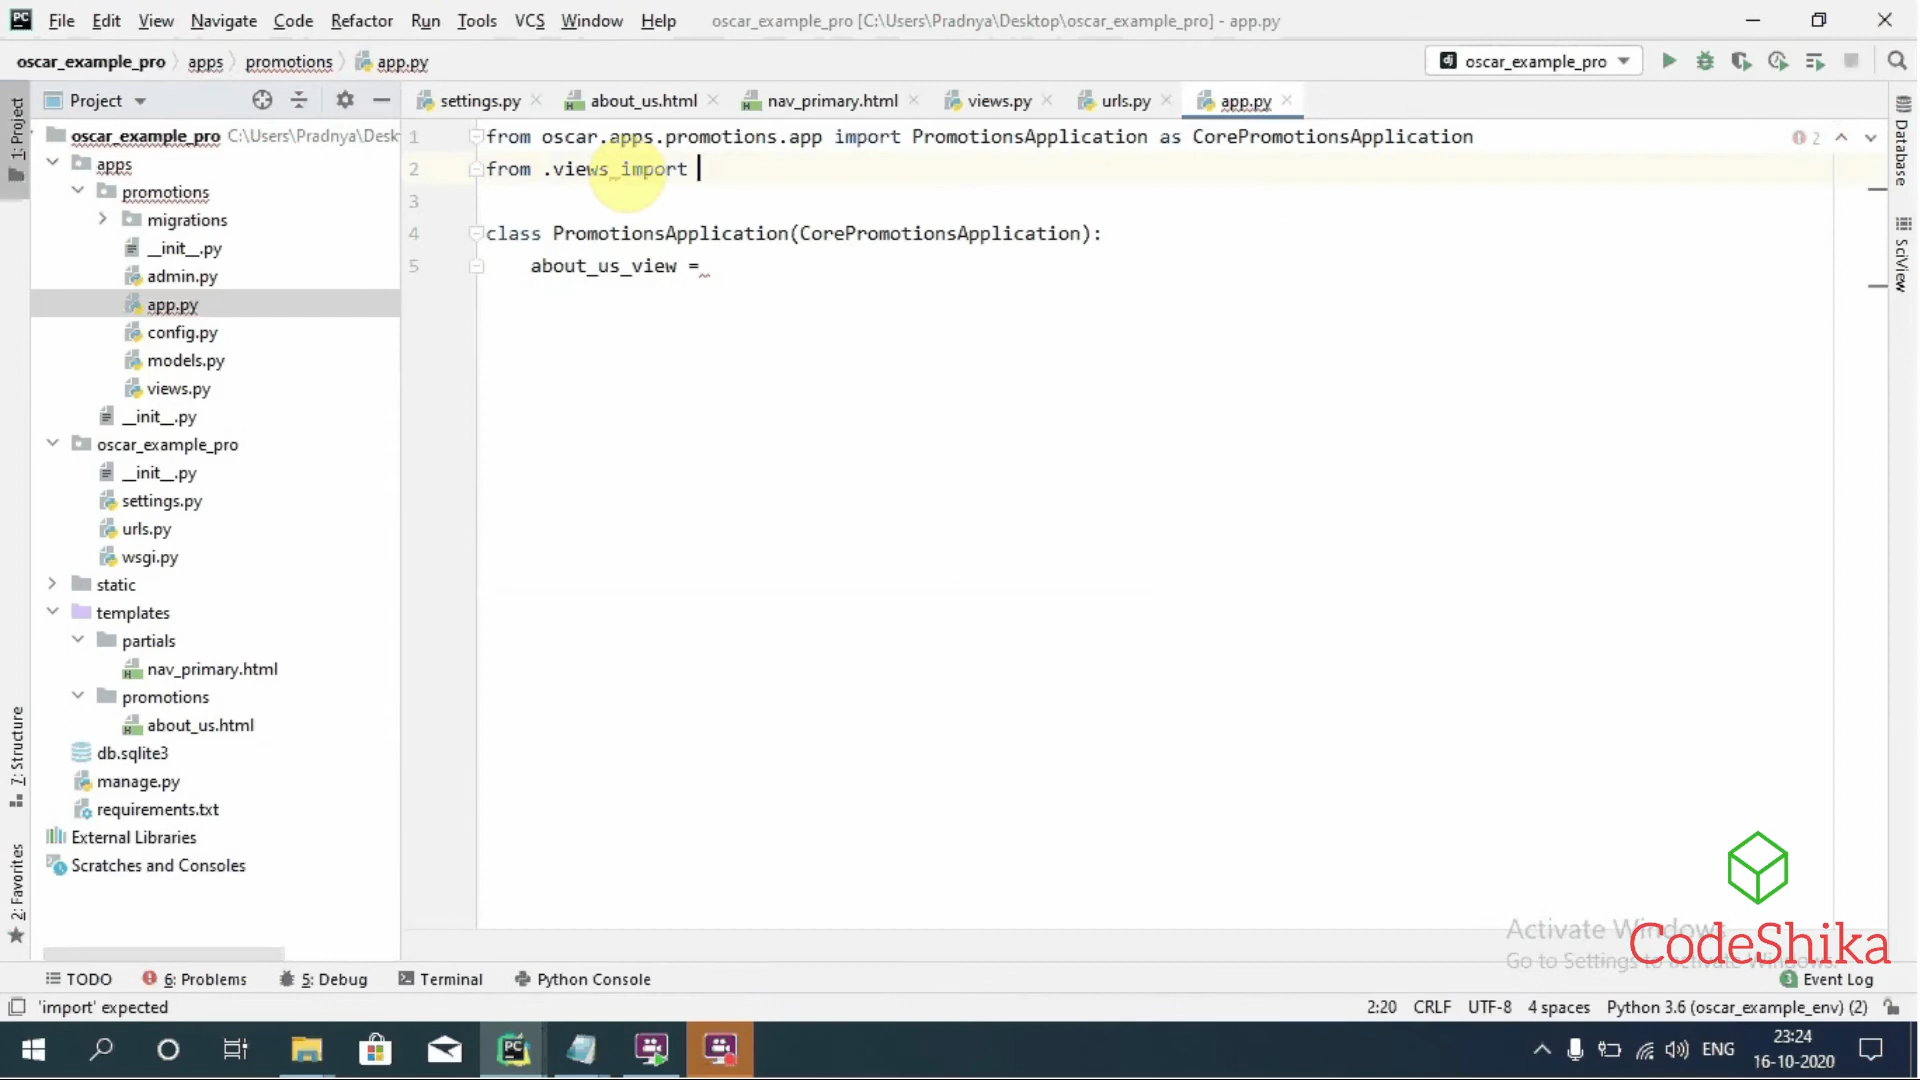 PC File Edit View Navigate Code Refactor Run Tools VCS Window Help oscar_example_pro [C:\Users\Pradnya\Desktop\oscar_example_pro] - app.py
oscar_example_pro apps promotions app.py dj oscar_example_pro
Project settings.py about_us.html nav_primary.html views.py urls.py app.py
1: Project
oscar_example_pro C:\Users\Pradnya\Desk
apps
promotions
migrations
__init__.py
admin.py
app.py
config.py
models.py
views.py
__init__.py
oscar_example_pro
__init__.py
settings.py
urls.py
wsgi.py
static
templates
partials
nav_primary.html
promotions
about_us.html
db.sqlite3
manage.py
requirements.txt
External Libraries
Scratches and Consoles
7: Structure
2: Favorites
1 from oscar.apps.promotions.app import PromotionsApplication as CorePromotionsApplication
2 from .views import
3
4 class PromotionsApplication(CorePromotionsApplication):
5 about_us_view =
2
Database
SciView
Activate Windows
Go to Settings to activate Windows.
CodeShika
TODO 6: Problems 5: Debug Terminal Python Console 3 Event Log
'import' expected 2:20 CRLF UTF-8 4 spaces Python 3.6 (oscar_example_env) (2)
PC ENG 23:24
16-10-2020